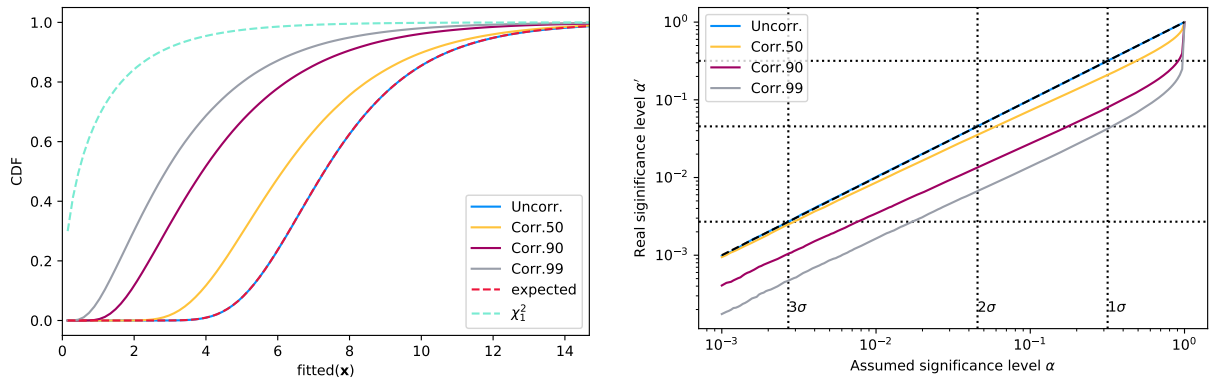 1.0
0.8
0.6
0.4
0.2
0.0
CDF
0 2 4 6 8 10 12 14
fitted(x)
Uncorr.
Corr.50
Corr.90
Corr.99
expected
χ₁²
10⁰
10⁻¹
10⁻²
10⁻³
Real siginificance level α′
Uncorr.
Corr.50
Corr.90
Corr.99
3σ 2σ 1σ
10⁻³ 10⁻² 10⁻¹ 10⁰
Assumed significance level α